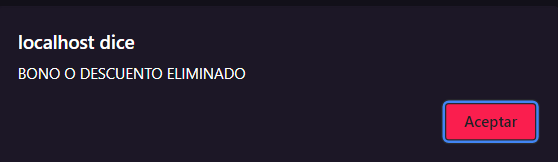 localhost dice
BONO O DESCUENTO ELIMINADO
Aceptar